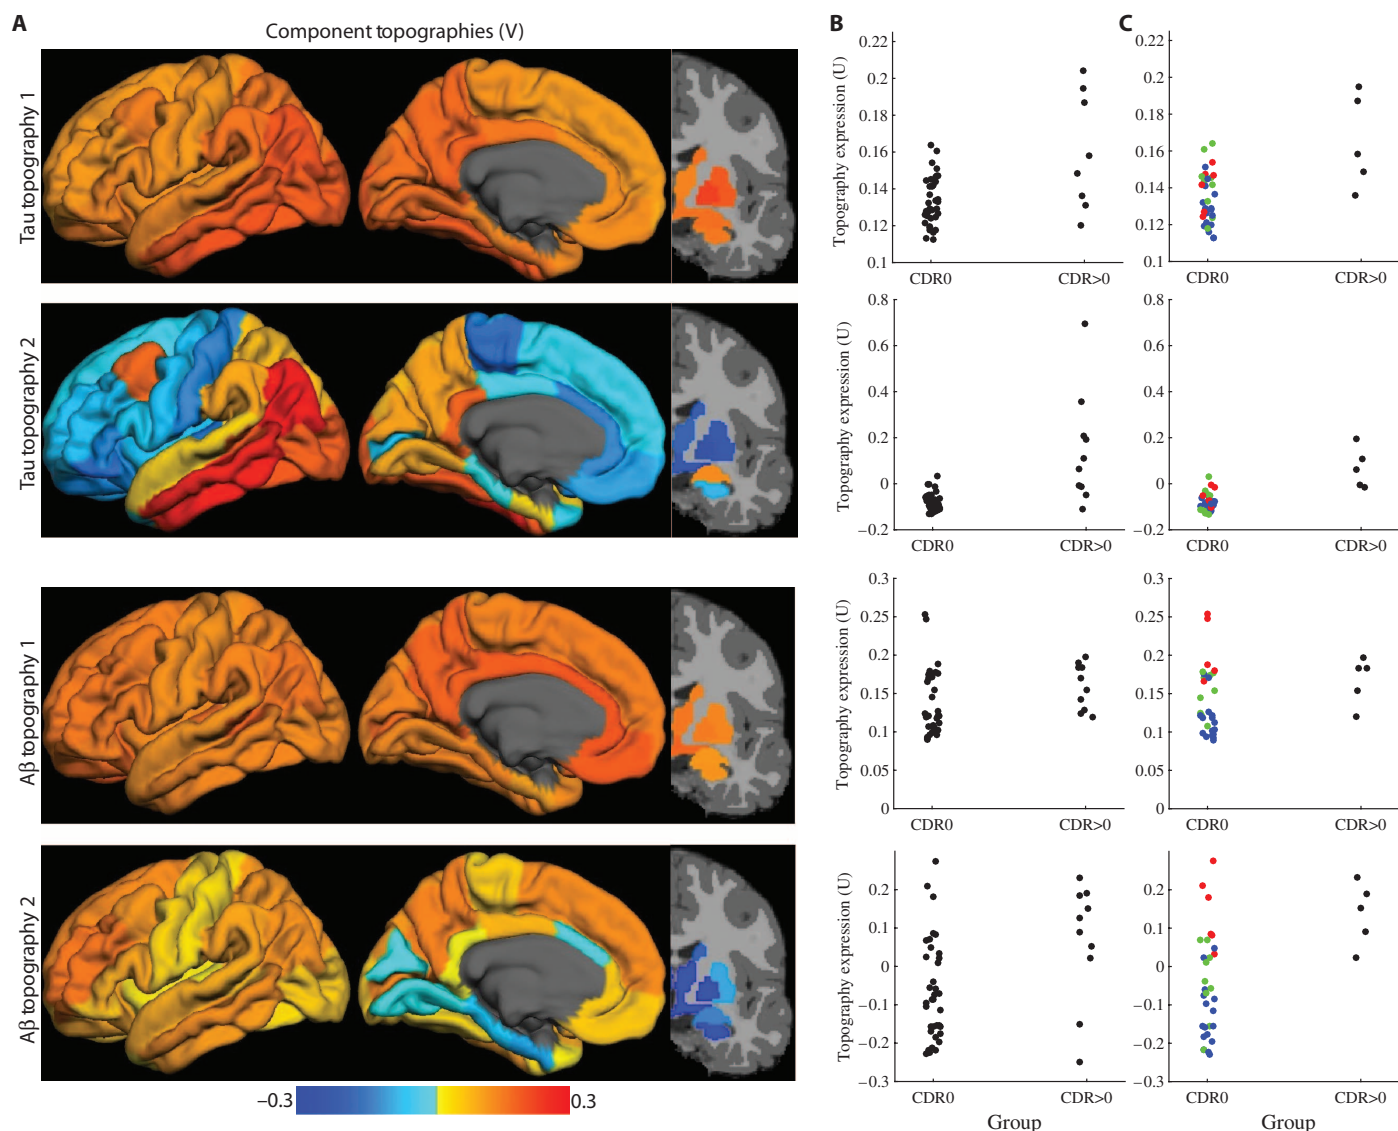 A
Component topographies (V)
Tau topography 1
Tau topography 2
Aβ topography 1
Aβ topography 2
−0.3
0.3
B
Topography expression (U)
0.22
0.2
0.18
0.16
0.14
0.12
0.1
CDR0
CDR>0
Topography expression (U)
0.8
0.6
0.4
0.2
0
−0.2
CDR0
CDR>0
Topography expression (U)
0.3
0.25
0.2
0.15
0.1
0.05
0
CDR0
CDR>0
Topography expression (U)
0.2
0.1
0
−0.1
−0.2
−0.3
CDR0
CDR>0
Group
C
0.22
0.2
0.18
0.16
0.14
0.12
0.1
CDR0
CDR>0
0.8
0.6
0.4
0.2
0
−0.2
CDR0
CDR>0
0.3
0.25
0.2
0.15
0.1
0.05
0
CDR0
CDR>0
0.2
0.1
0
−0.1
−0.2
−0.3
CDR0
CDR>0
Group